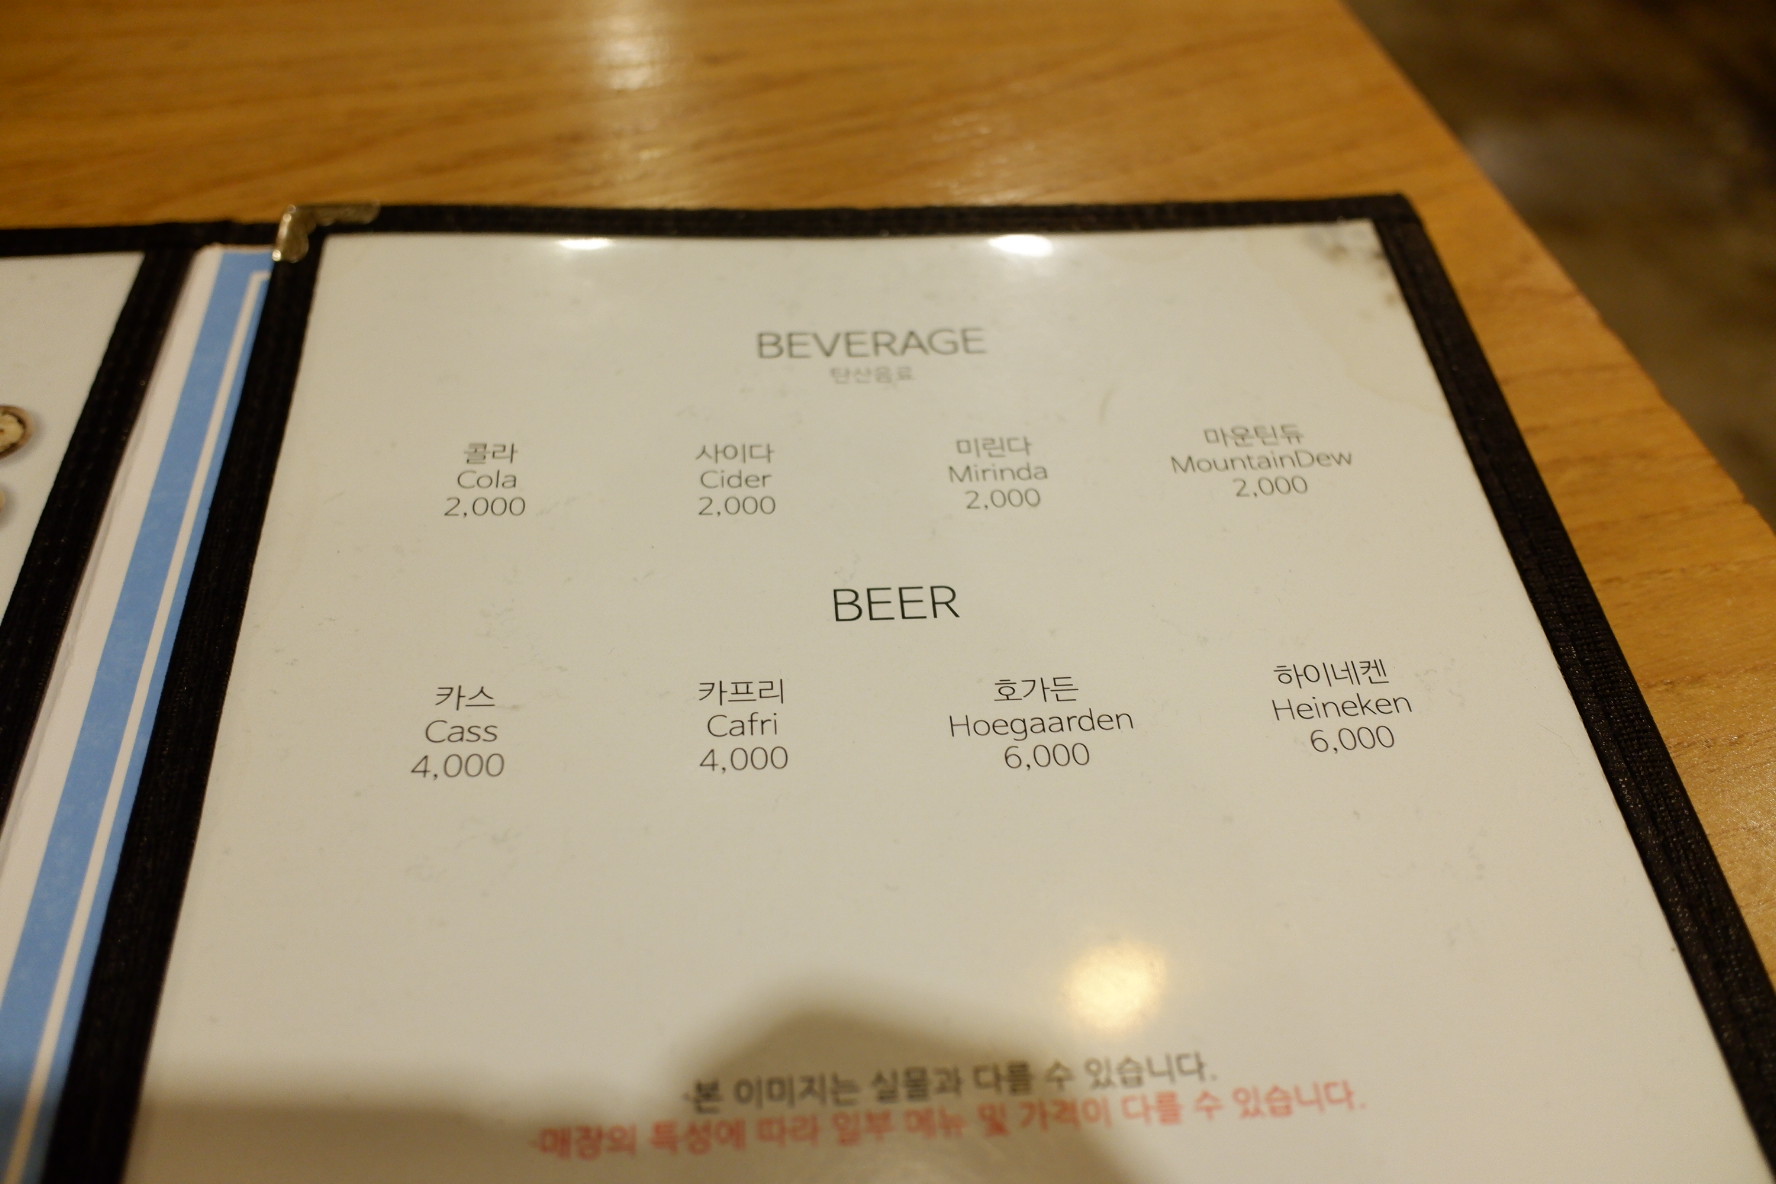 BEVERAGE
탄산음료
콜라 사이다 미린다 마운틴듀
Cola Cider Mirinda MountainDew
2,000 2,000 2,000 2,000
BEER
카스 카프리 호가든 하이네켄
Cass Cafri Hoegaarden Heineken
4,000 4,000 6,000 6,000
·본 이미지는 실물과 다를 수 있습니다.
·매장의 특성에 따라 일부 메뉴 및 가격이 다를 수 있습니다.